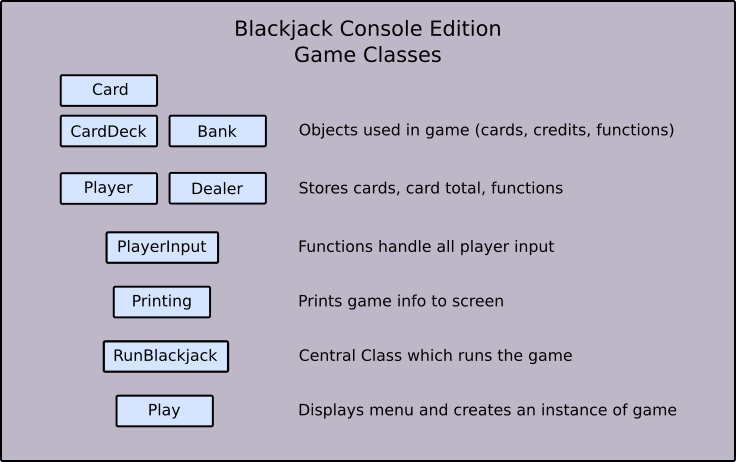 Blackjack Console Edition
Game Classes
Card
CardDeck Bank Objects used in game (cards, credits, functions)
Player Dealer Stores cards, card total, functions
PlayerInput Functions handle all player input
Printing Prints game info to screen
RunBlackjack Central Class which runs the game
Play Displays menu and creates an instance of game